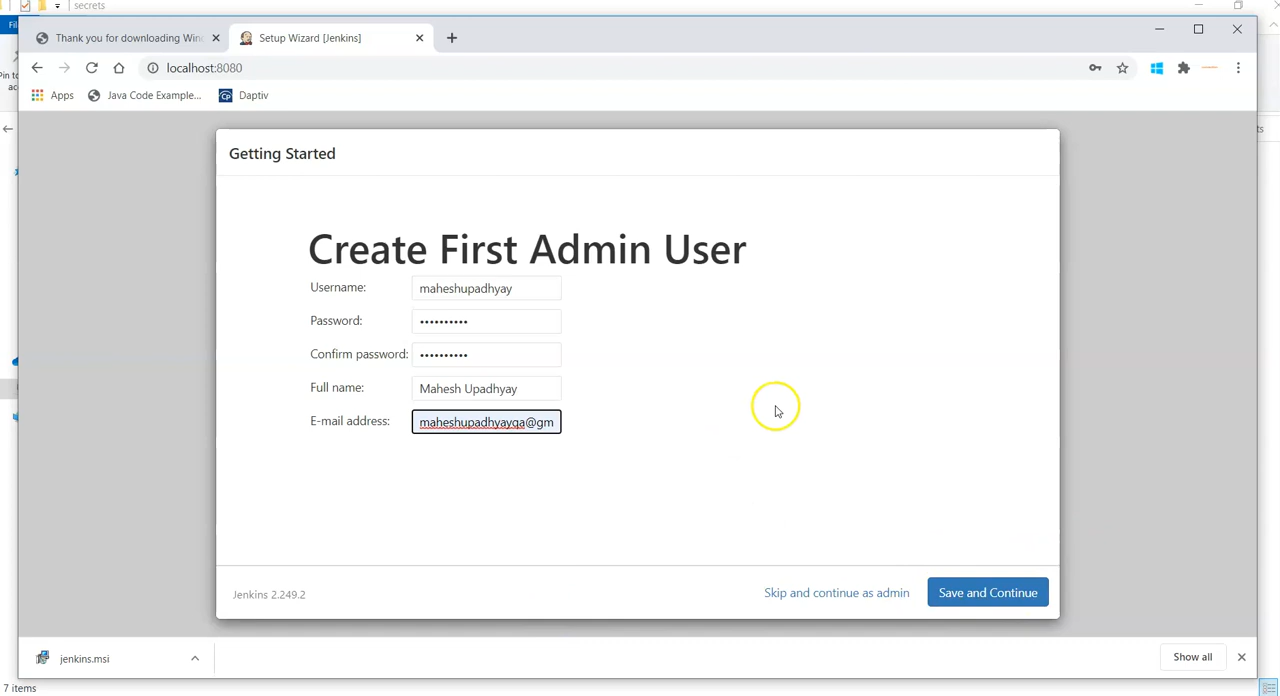 secrets
Thank you for downloading Wind
Setup Wizard [Jenkins]
localhost:8080
Apps
Java Code Example...
Daptiv
Getting Started
Create First Admin User
Username: maheshupadhyay
Password: ••••••••••
Confirm password: ••••••••••
Full name: Mahesh Upadhyay
E-mail address: maheshupadhyayqa@gm
Jenkins 2.249.2
Skip and continue as admin
Save and Continue
jenkins.msi
Show all
7 items